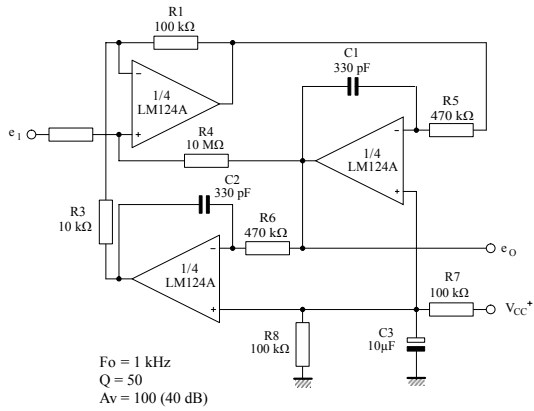 R1
100 kΩ
C1
330 pF
1/4
LM124A
R5
470 kΩ
e1
R4
10 MΩ
1/4
LM124A
C2
330 pF
R3
10 kΩ
R6
470 kΩ
eO
1/4
LM124A
R7
100 kΩ
VCC+
R8
100 kΩ
C3
10µF
Fo = 1 kHz
Q = 50
Av = 100 (40 dB)